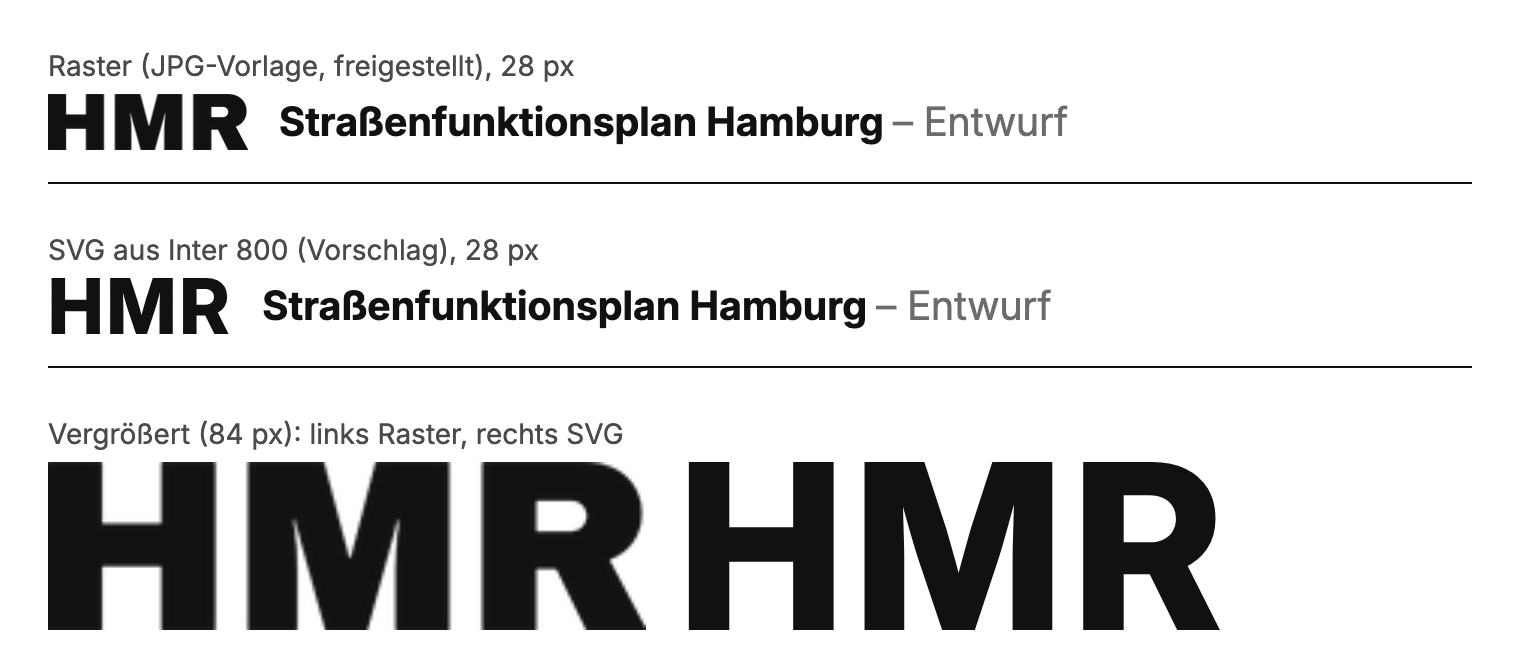 Raster (JPG-Vorlage, freigestellt), 28 px
HMR Straßenfunktionsplan Hamburg – Entwurf
SVG aus Inter 800 (Vorschlag), 28 px
HMR Straßenfunktionsplan Hamburg – Entwurf
Vergrößert (84 px): links Raster, rechts SVG
HMR HMR